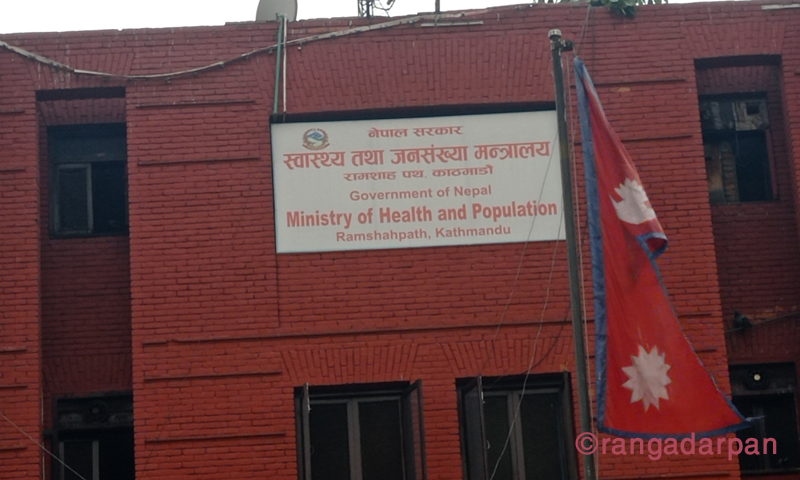 नेपाल सरकार
स्वास्थ्य तथा जनसंख्या मन्त्रालय
रामशाह पथ, काठमाडौं
Government of Nepal
Ministry of Health and Population
Ramshahpath, Kathmandu
©rangadarpan